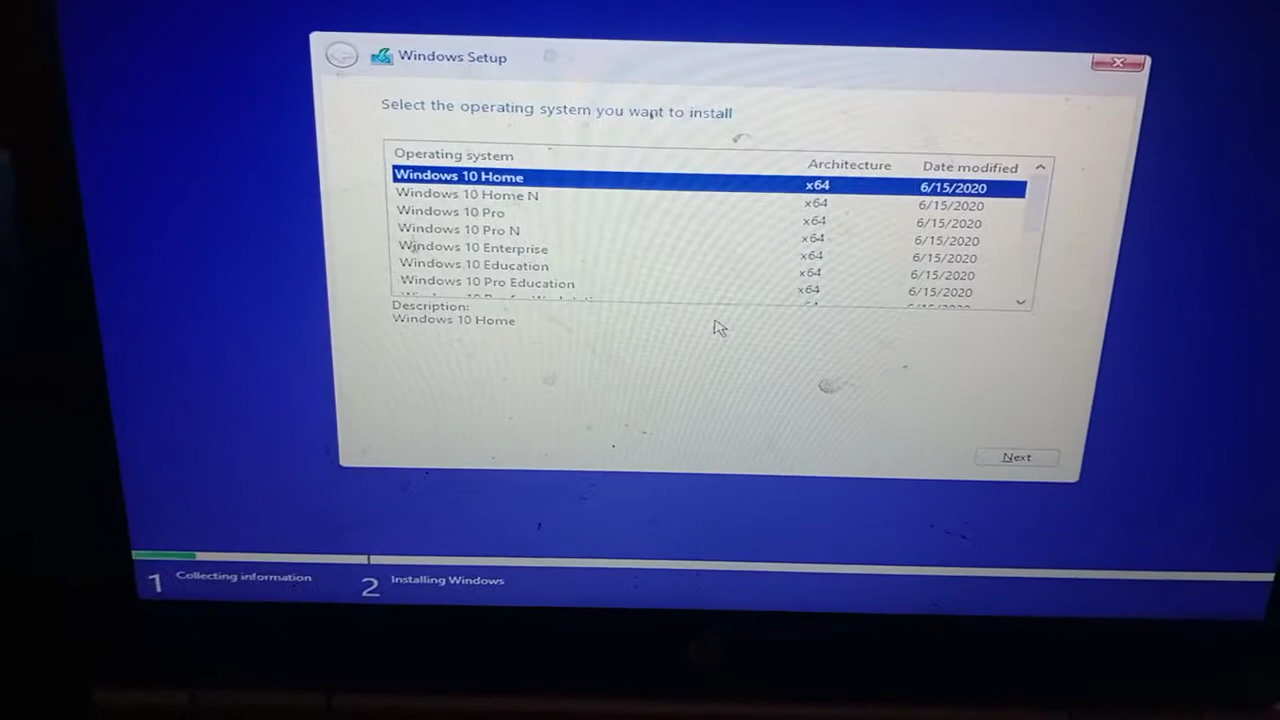 Windows Setup
Select the operating system you want to install
Operating system Architecture Date modified
Windows 10 Home x64 6/15/2020
Windows 10 Home N x64 6/15/2020
Windows 10 Pro x64 6/15/2020
Windows 10 Pro N x64 6/15/2020
Windows 10 Enterprise x64 6/15/2020
Windows 10 Education x64 6/15/2020
Windows 10 Pro Education x64 6/15/2020
Description:
Windows 10 Home
Next
1 Collecting information 2 Installing Windows